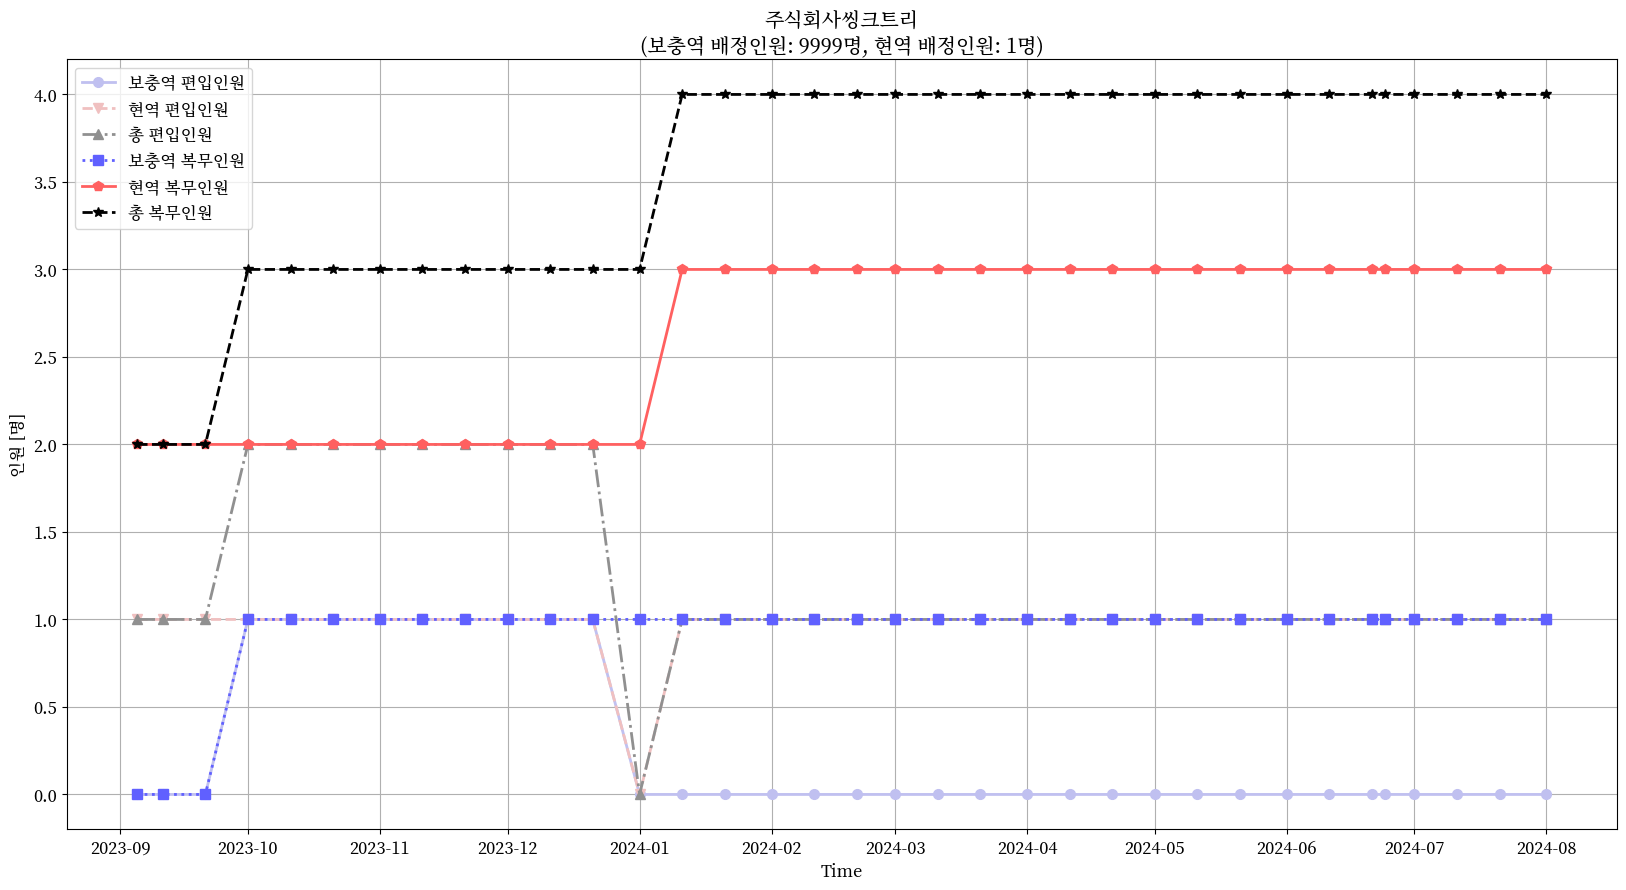 주식회사씽크트리
(보충역 배정인원: 9999명, 현역 배정인원: 1명)
보충역 편입인원
현역 편입인원
총 편입인원
보충역 복무인원
현역 복무인원
총 복무인원
4.0
3.5
3.0
2.5
2.0
1.5
1.0
0.5
0.0
인원 [명]
2023-09
2023-10
2023-11
2023-12
2024-01
2024-02
2024-03
2024-04
2024-05
2024-06
2024-07
2024-08
Time